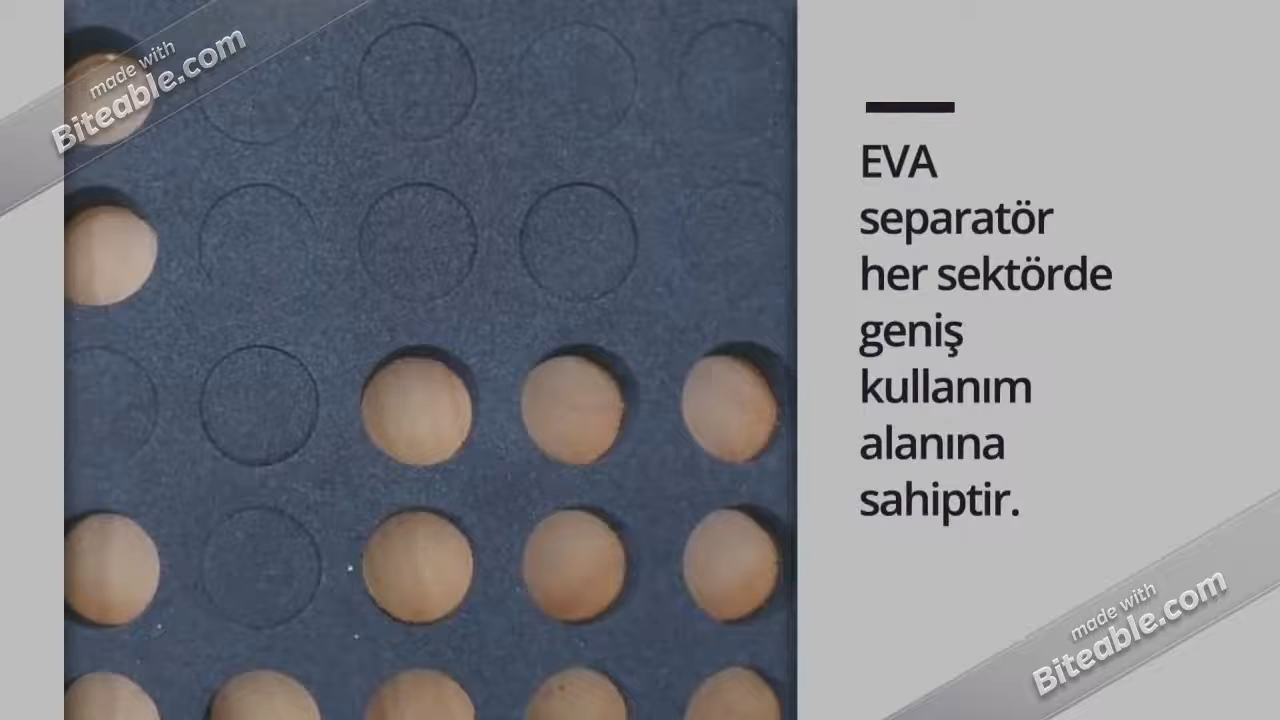 made with
Biteable.com
EVA
separatör
her sektörde
geniş
kullanım
alanına
sahiptir.
made with
Biteable.com